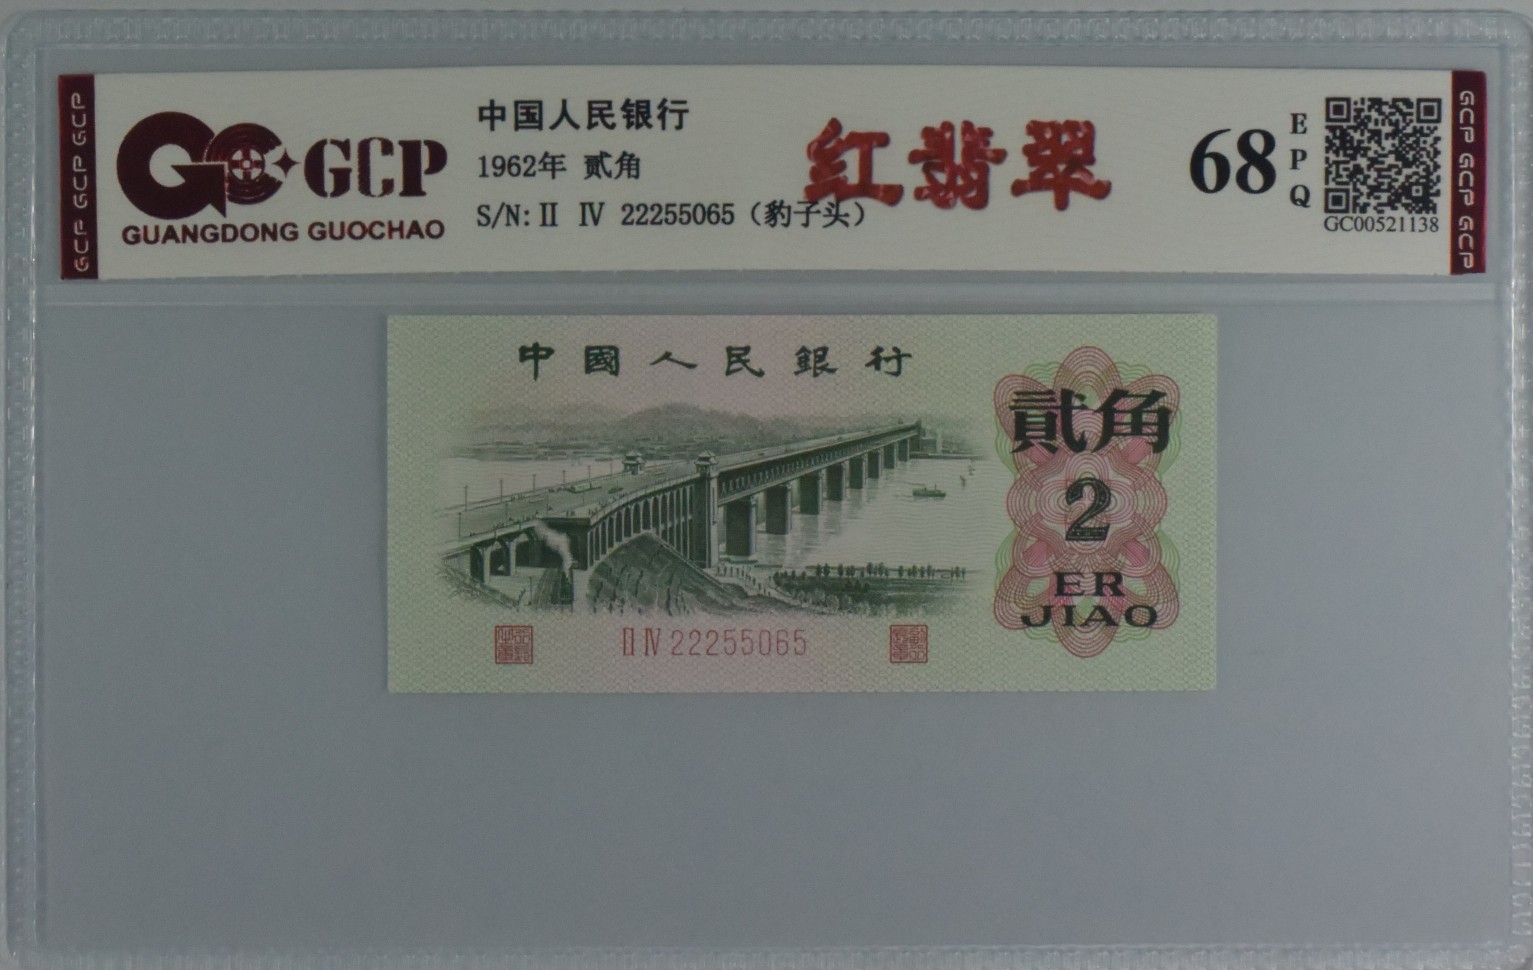 GCP GCP GCP
GCP
GUANGDONG GUOCHAO
中国人民银行
1962年 贰角
S/N: Ⅱ Ⅳ 22255065（豹子头）
红翡翠
68
EPQ
GC00521138
GCP GCP GCP
中國人民銀行
貳角
2
ER
JIAO
Ⅱ Ⅳ 22255065